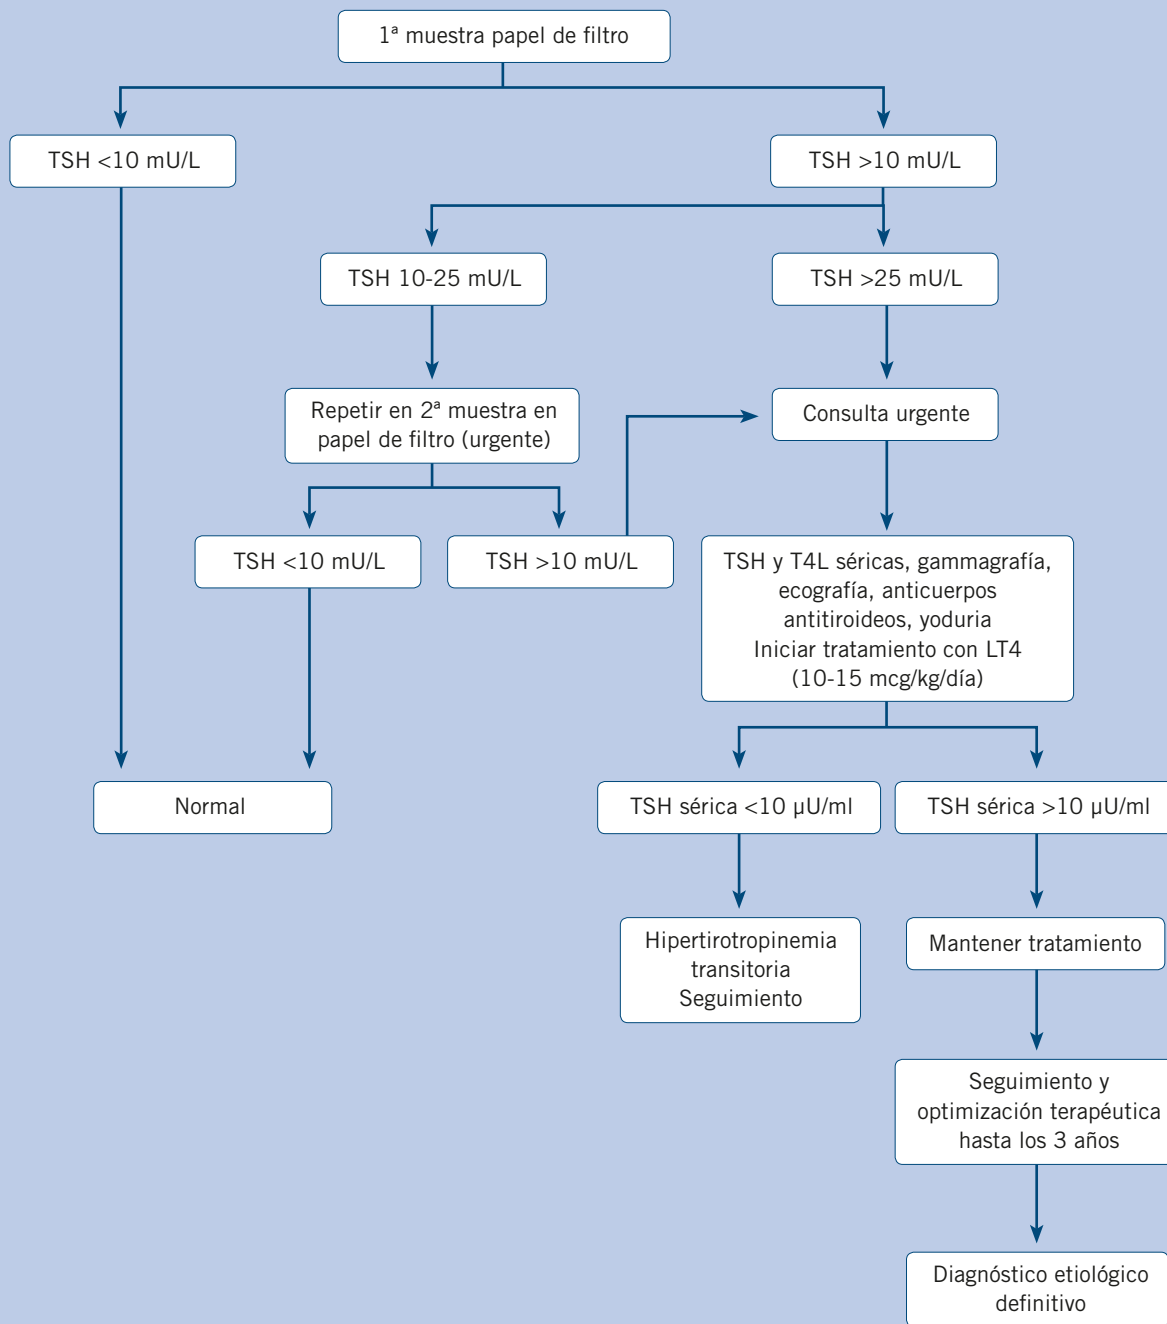 1ª muestra papel de filtro
TSH <10 mU/L
TSH >10 mU/L
TSH 10-25 mU/L
TSH >25 mU/L
Repetir en 2ª muestra en
papel de filtro (urgente)
Consulta urgente
TSH <10 mU/L
TSH >10 mU/L
TSH y T4L séricas, gammagrafía,
ecografía, anticuerpos
antitiroideos, yoduria
Iniciar tratamiento con LT4
(10-15 mcg/kg/día)
Normal
TSH sérica <10 µU/ml
TSH sérica >10 µU/ml
Hipertirotropinemia
transitoria
Seguimiento
Mantener tratamiento
Seguimiento y
optimización terapéutica
hasta los 3 años
Diagnóstico etiológico
definitivo